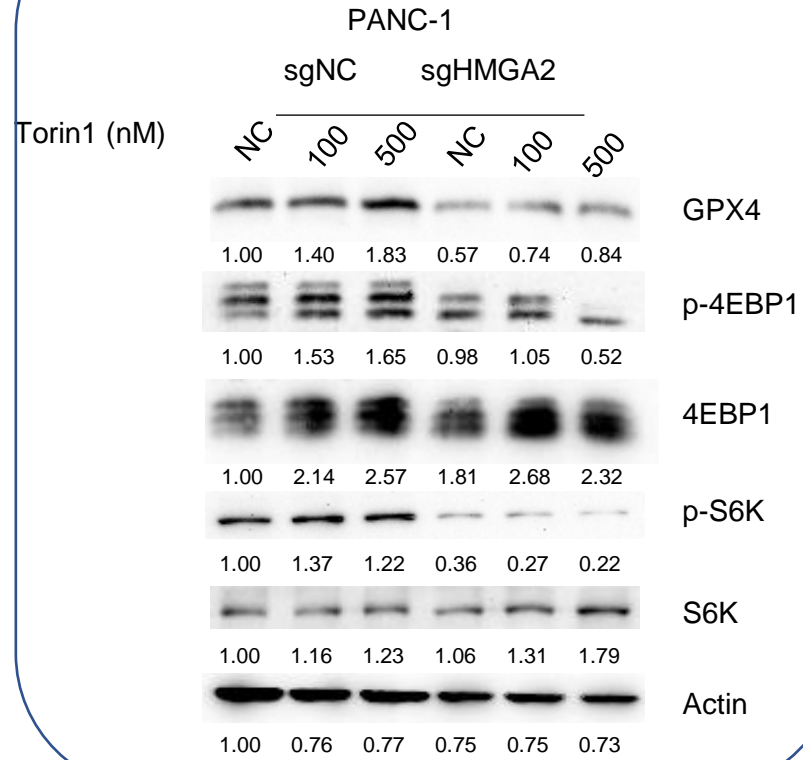 PANC-1
sgNC sgHMGA2
Torin1 (nM) NC 100 500 NC 100 500
GPX4
1.00 1.40 1.83 0.57 0.74 0.84
p-4EBP1
1.00 1.53 1.65 0.98 1.05 0.52
4EBP1
1.00 2.14 2.57 1.81 2.68 2.32
p-S6K
1.00 1.37 1.22 0.36 0.27 0.22
S6K
1.00 1.16 1.23 1.06 1.31 1.79
Actin
1.00 0.76 0.77 0.75 0.75 0.73